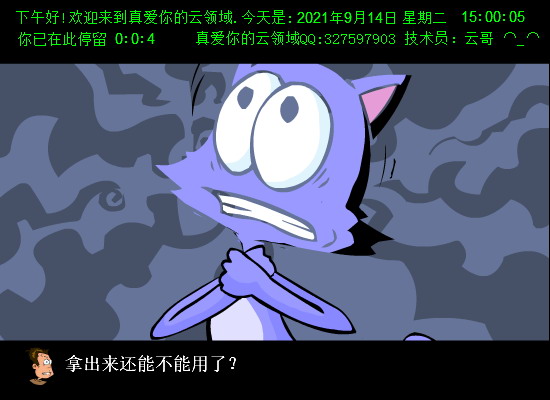 下午好!欢迎来到真爱你的云领域.今天是:2021年9月14日 星期二 15:00:05
你已在此停留 0:0:4 真爱你的云领域QQ:327597903 技术员:云哥 ⌒_⌒
拿出来还能不能用了?